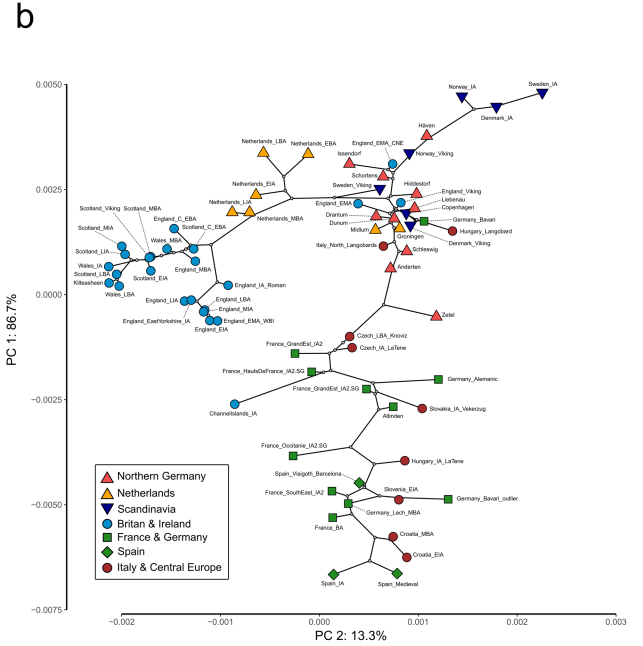 b
0.0050
0.0025
0.0000
−0.0025
−0.0050
−0.0075
PC 1: 86.7%
−0.002
−0.001
0.000
0.001
0.002
0.003
PC 2: 13.3%
Norway_IA
Sweden_IA
Denmark_IA
Häven
Netherlands_LBA
Netherlands_EBA
England_EMA_CNE
Issendorf
Norway_Viking
Schortens
Netherlands_EIA
Sweden_Viking
Hiddestorf
England_Viking
Netherlands_LIA
England_EMA
Liebenau
Scotland_Viking
Scotland_MBA
England_C_EBA
Netherlands_MBA
Drantum
Copenhagen
Scotland_MIA
Scotland_C_EBA
Dunum
Germany_Bavari
Midlum
Hungary_Langobard
Wales_MBA
Groningen
Scotland_LIA
Italy_North_Langobards
Denmark_Viking
Schleswig
Wales_IA
England_MBA
Anderten
Scotland_LBA
Scotland_EIA
Kilteasheen
England_IA_Roman
Wales_LBA
England_LIA
England_LBA
England_MIA
Zetel
England_EastYorkshire_IA
England_EMA_WBI
England_EIA
Czech_LBA_Knoviz
France_GrandEst_IA2
Czech_IA_LaTene
France_HautsDeFrance_IA2.SG
Germany_Alemanic
France_GrandEst_IA2.SG
Slovakia_IA_Vekerzug
ChannelIslands_IA
Altinden
France_Occitanie_IA2.SG
Hungary_IA_LaTene
Spain_Visigoth_Barcelona
France_SouthEast_IA2
Slovenia_EIA
Germany_Bavari_outlier
Germany_Lech_MBA
France_BA
Croatia_MBA
Croatia_EIA
Spain_IA
Spain_Medieval
Northern Germany
Netherlands
Scandinavia
Britan & Ireland
France & Germany
Spain
Italy & Central Europe